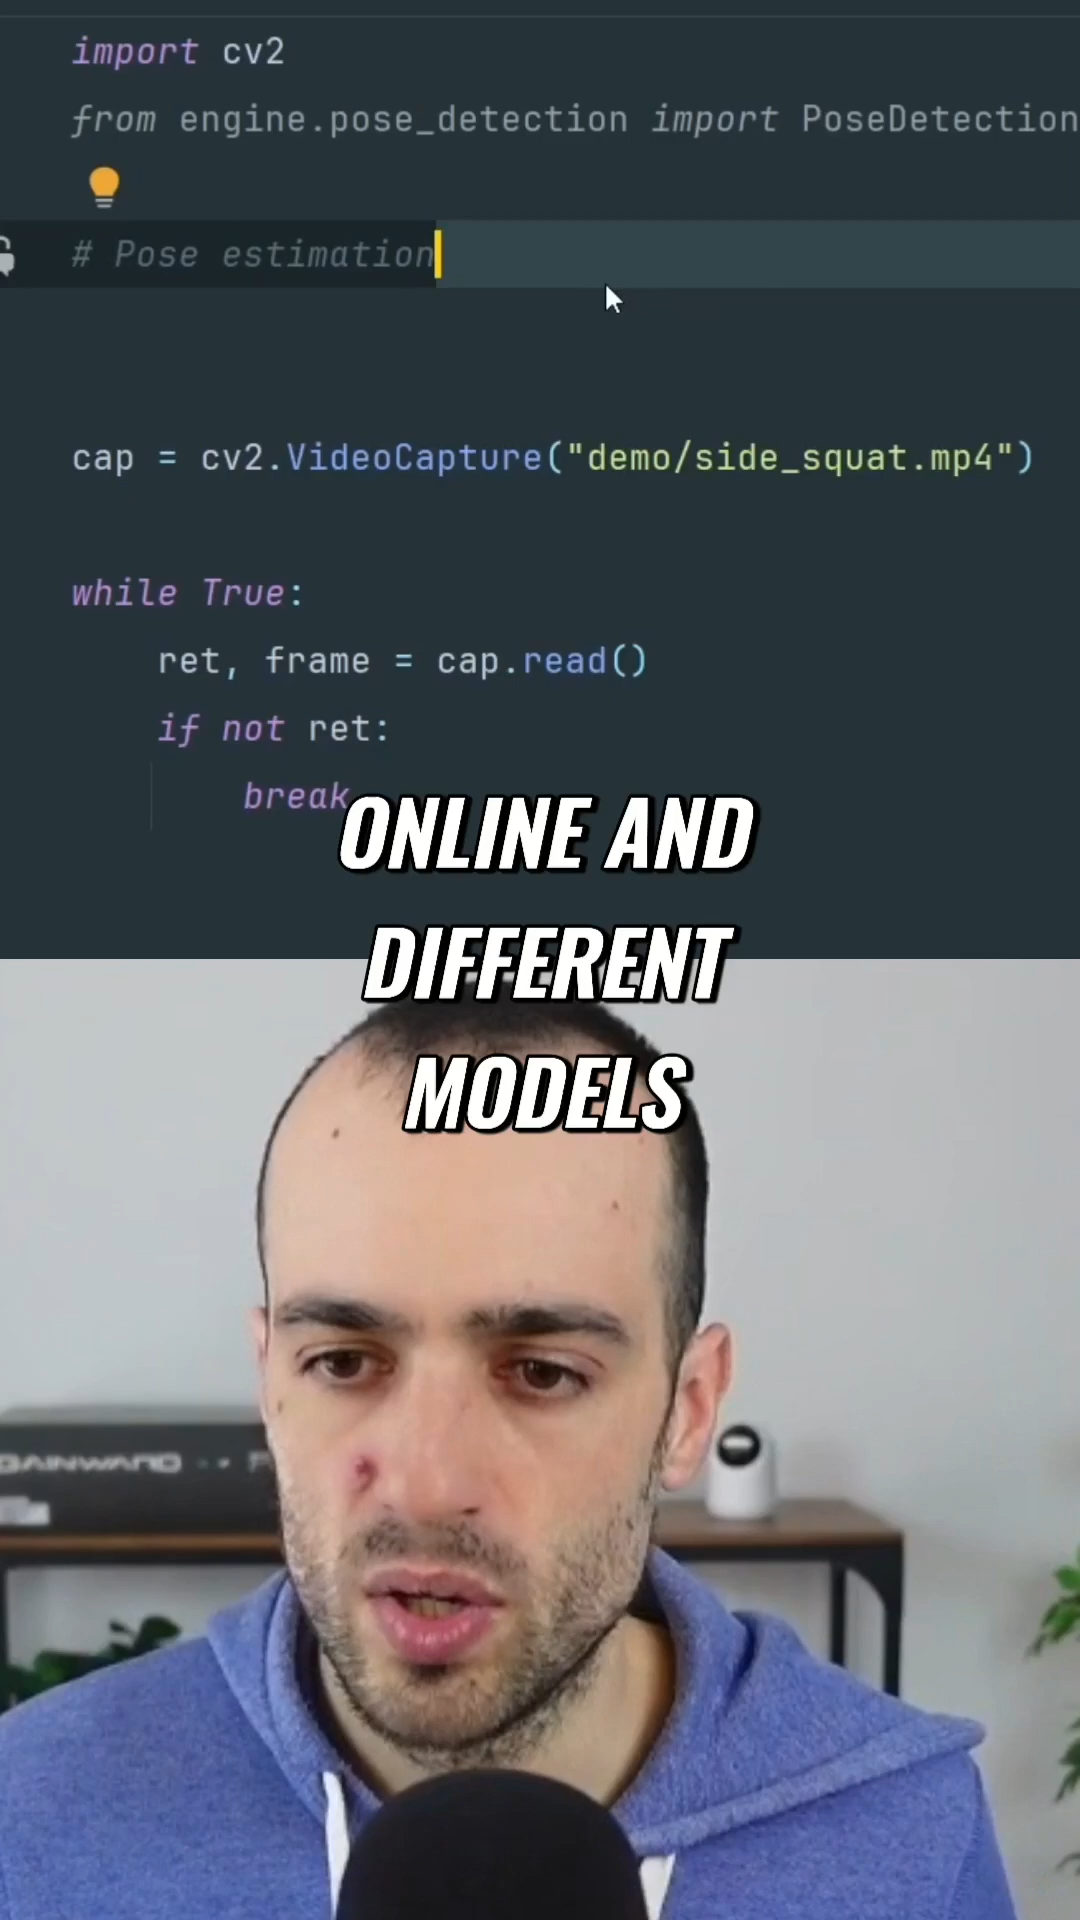 import cv2
from engine.pose_detection import PoseDetection
# Pose estimation
cap = cv2.VideoCapture("demo/side_squat.mp4")
while True:
ret, frame = cap.read()
if not ret:
break
ONLINE AND
DIFFERENT
MODELS
GAINWARD